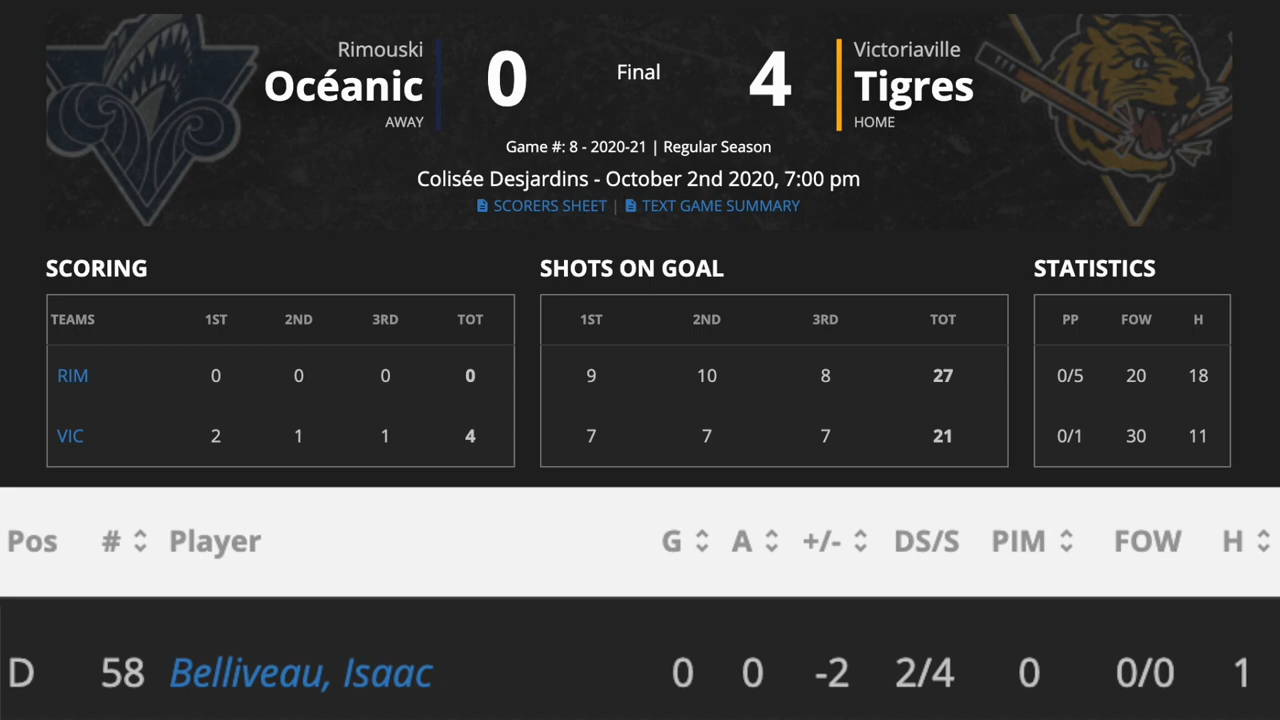 Rimouski
Océanic
AWAY
0
Final
4
Victoriaville
Tigres
HOME
Game #: 8 - 2020-21 | Regular Season
Colisée Desjardins - October 2nd 2020, 7:00 pm
SCORERS SHEET | TEXT GAME SUMMARY
SCORING
TEAMS 1ST 2ND 3RD TOT
RIM 0 0 0 0
VIC 2 1 1 4
SHOTS ON GOAL
1ST 2ND 3RD TOT
9 10 8 27
7 7 7 21
STATISTICS
PP FOW H
0/5 20 18
0/1 30 11
Pos # Player G A +/- DS/S PIM FOW H
D 58 Belliveau, Isaac 0 0 -2 2/4 0 0/0 1